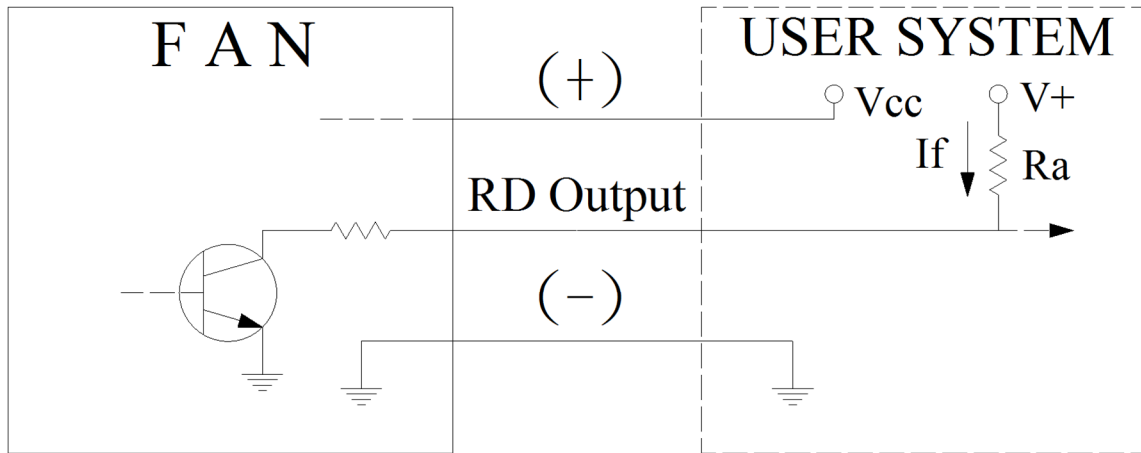 F A N
USER SYSTEM
(+)
Vcc
V+
If
Ra
RD Output
(-)